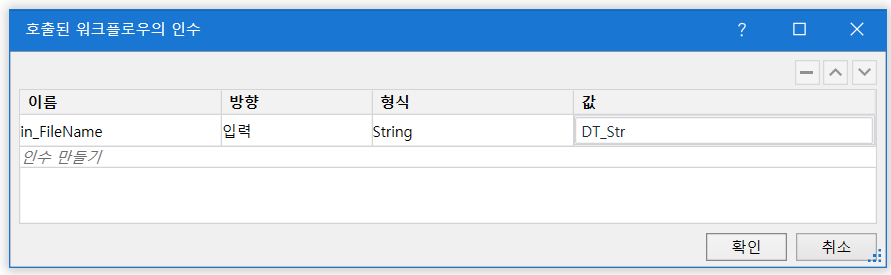 호출된 워크플로우의 인수
이름 방향 형식 값
in_FileName 입력 String DT_Str
인수 만들기
확인 취소